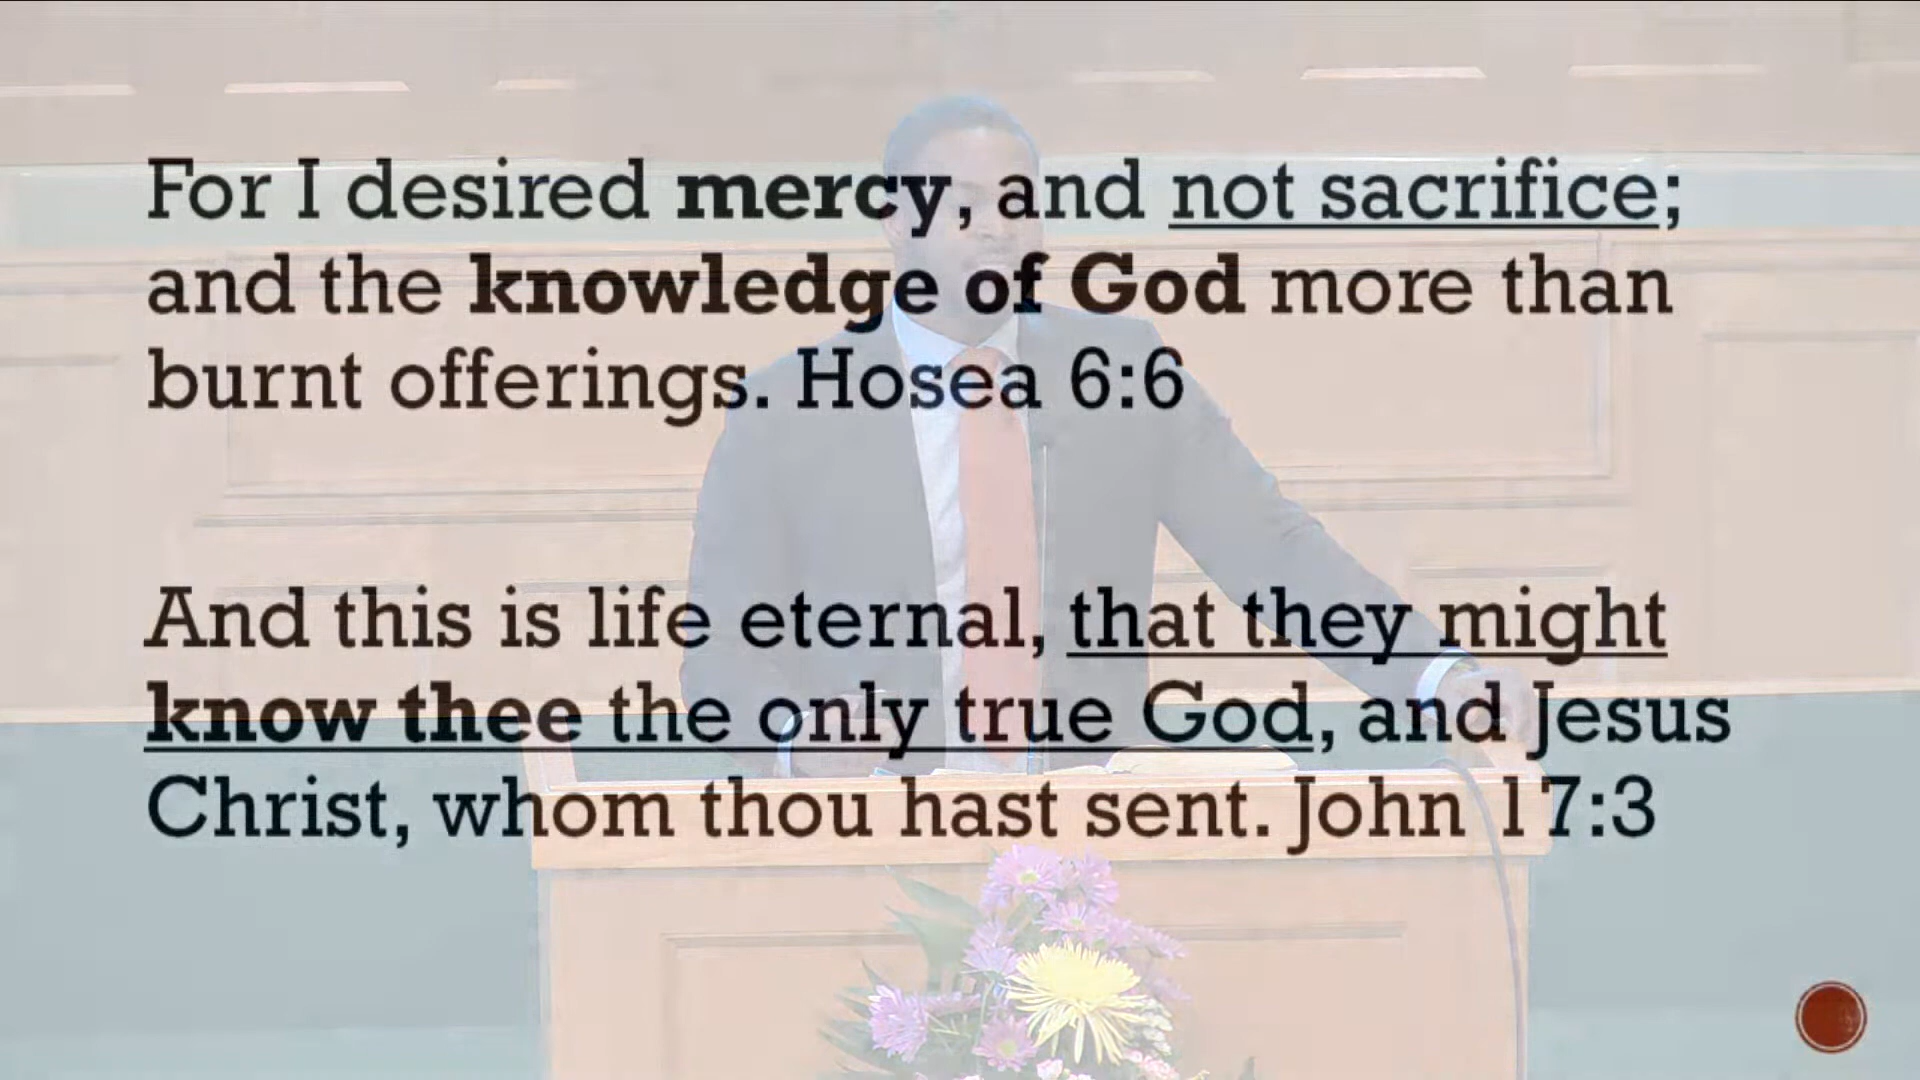 For I desired mercy, and not sacrifice;
and the knowledge of God more than
burnt offerings. Hosea 6:6
And this is life eternal, that they might
know thee the only true God, and Jesus
Christ, whom thou hast sent. John 17:3